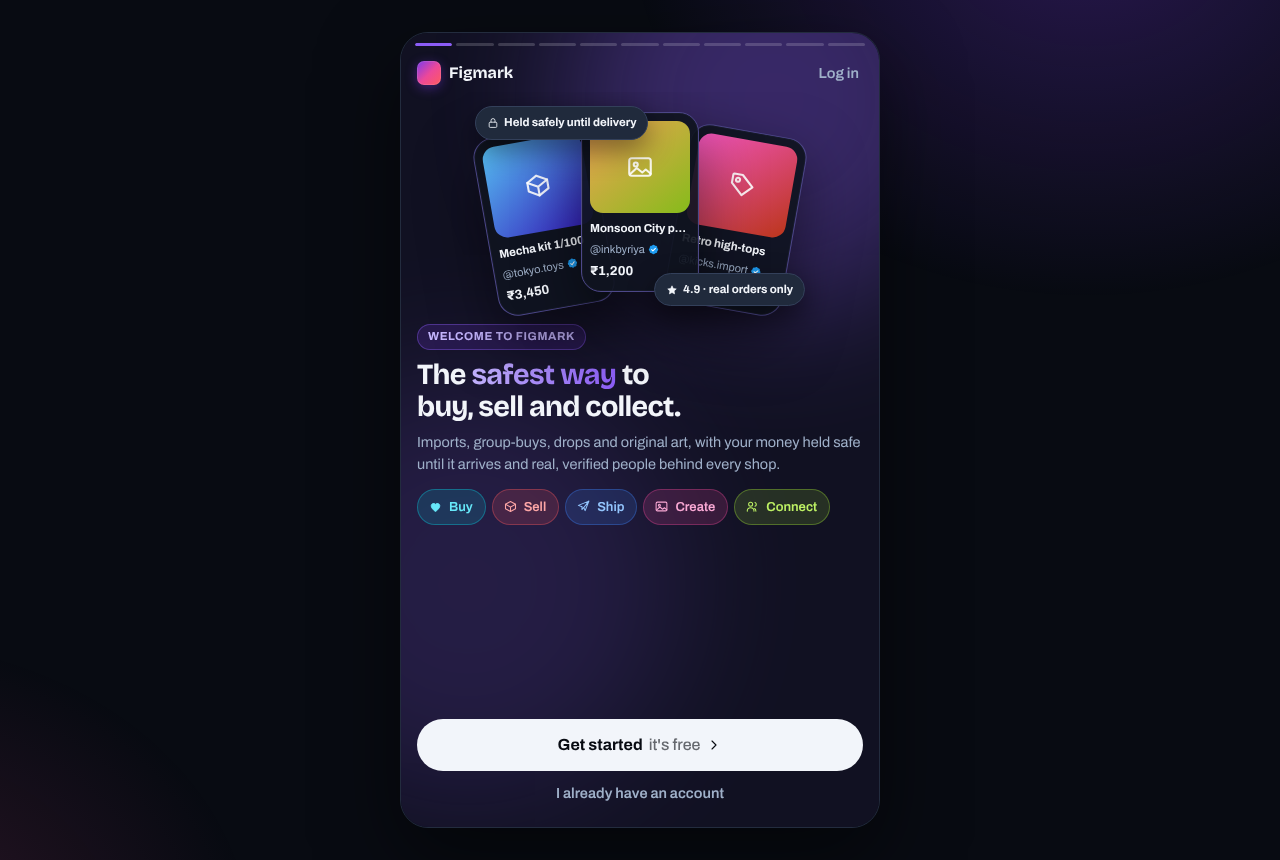 Figmark
Log in
Held safely until delivery
Mecha kit 1/100
@tokyo.toys
₹3,450
Monsoon City p...
@inkbyriya
₹1,200
Retro high-tops
cks.import
4.9 · real orders only
WELCOME TO FIGMARK
The safest way to
buy, sell and collect.
Imports, group-buys, drops and original art, with your money held safe
until it arrives and real, verified people behind every shop.
Buy
Sell
Ship
Create
Connect
Get started it's free
I already have an account